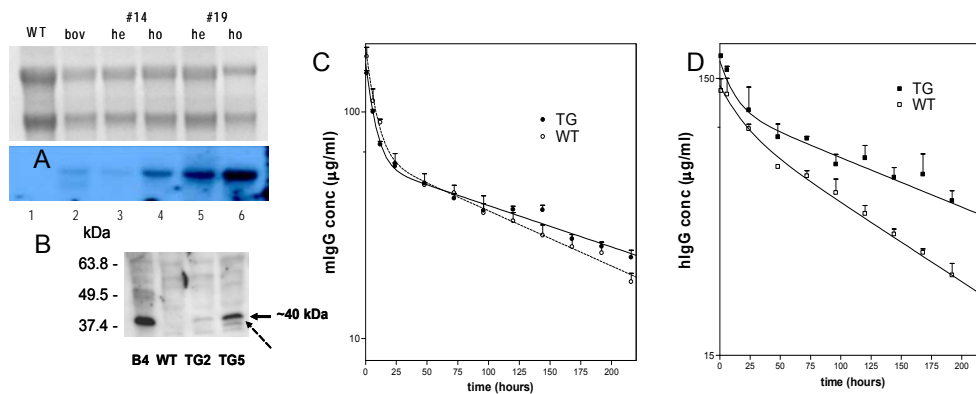 #14 #19
WT bov he ho he ho
A
1 2 3 4 5 6
B kDa
63.8 -
49.5 -
37.4 -
~40 kDa
B4 WT TG2 TG5
C
100
10
mIgG conc (µg/ml)
TG
WT
0 25 50 75 100 125 150 175 200
time (hours)
D
150
15
hIgG conc (µg/ml)
TG
WT
0 25 50 75 100 125 150 175 200
time (hours)